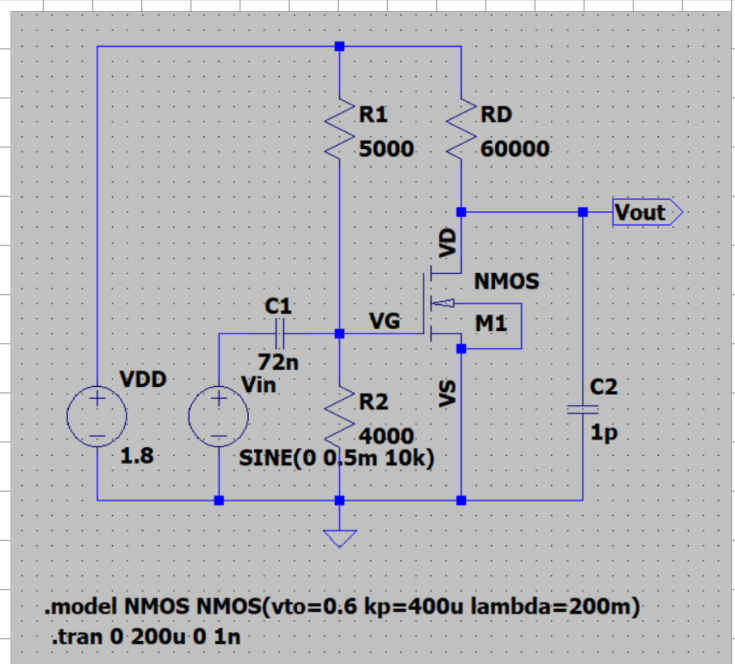 R1
5000
RD
60000
Vout
VD
NMOS
M1
C1
72n
VG
VDD
1.8
Vin
SINE(0 0.5m 10k)
R2
4000
VS
C2
1p
.model NMOS NMOS(vto=0.6 kp=400u lambda=200m)
.tran 0 200u 0 1n